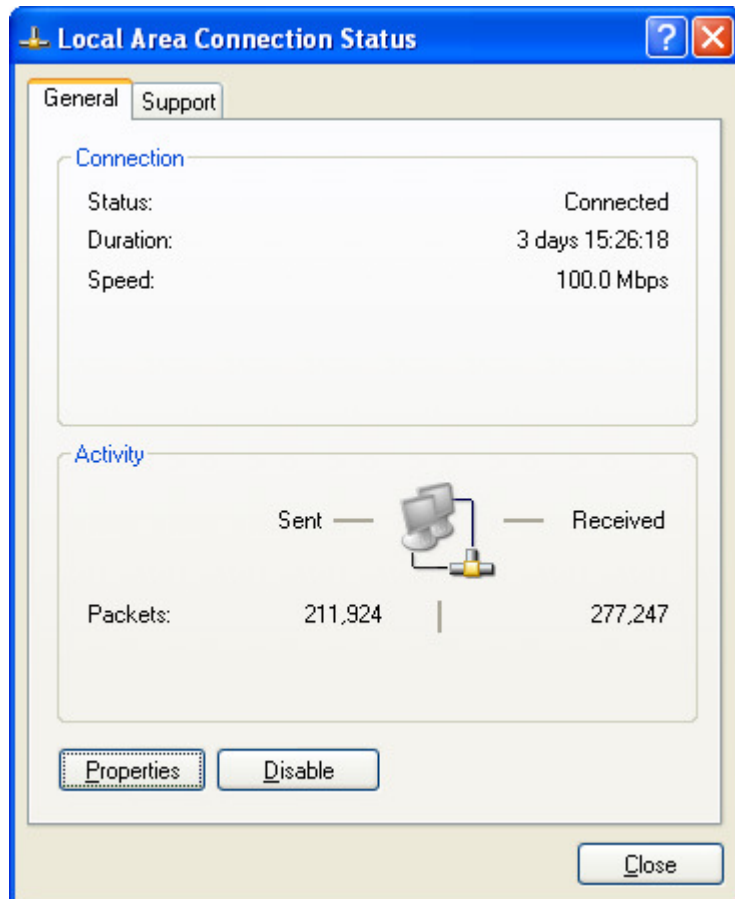 Local Area Connection Status
General Support
Connection
Status: Connected
Duration: 3 days 15:26:18
Speed: 100.0 Mbps
Activity
Sent Received
Packets: 211,924 277,247
Properties Disable
Close